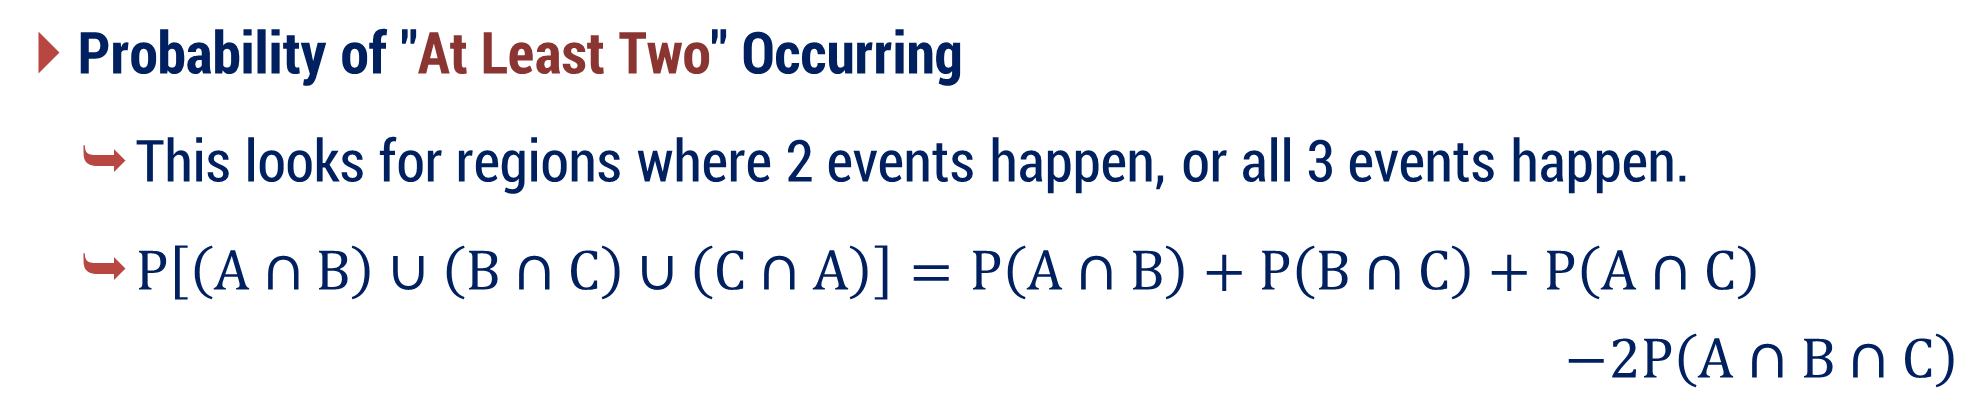 Probability of "At Least Two" Occurring
This looks for regions where 2 events happen, or all 3 events happen.
P[(A ∩ B) ∪ (B ∩ C) ∪ (C ∩ A)] = P(A ∩ B) + P(B ∩ C) + P(A ∩ C)
−2P(A ∩ B ∩ C)